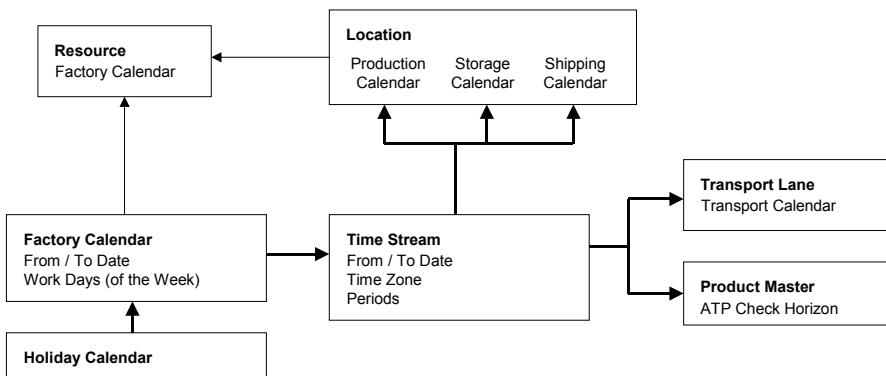 Resource
Factory Calendar
Location
Production Calendar
Storage Calendar
Shipping Calendar
Transport Lane
Transport Calendar
Factory Calendar
From / To Date
Work Days (of the Week)
Time Stream
From / To Date
Time Zone
Periods
Product Master
ATP Check Horizon
Holiday Calendar